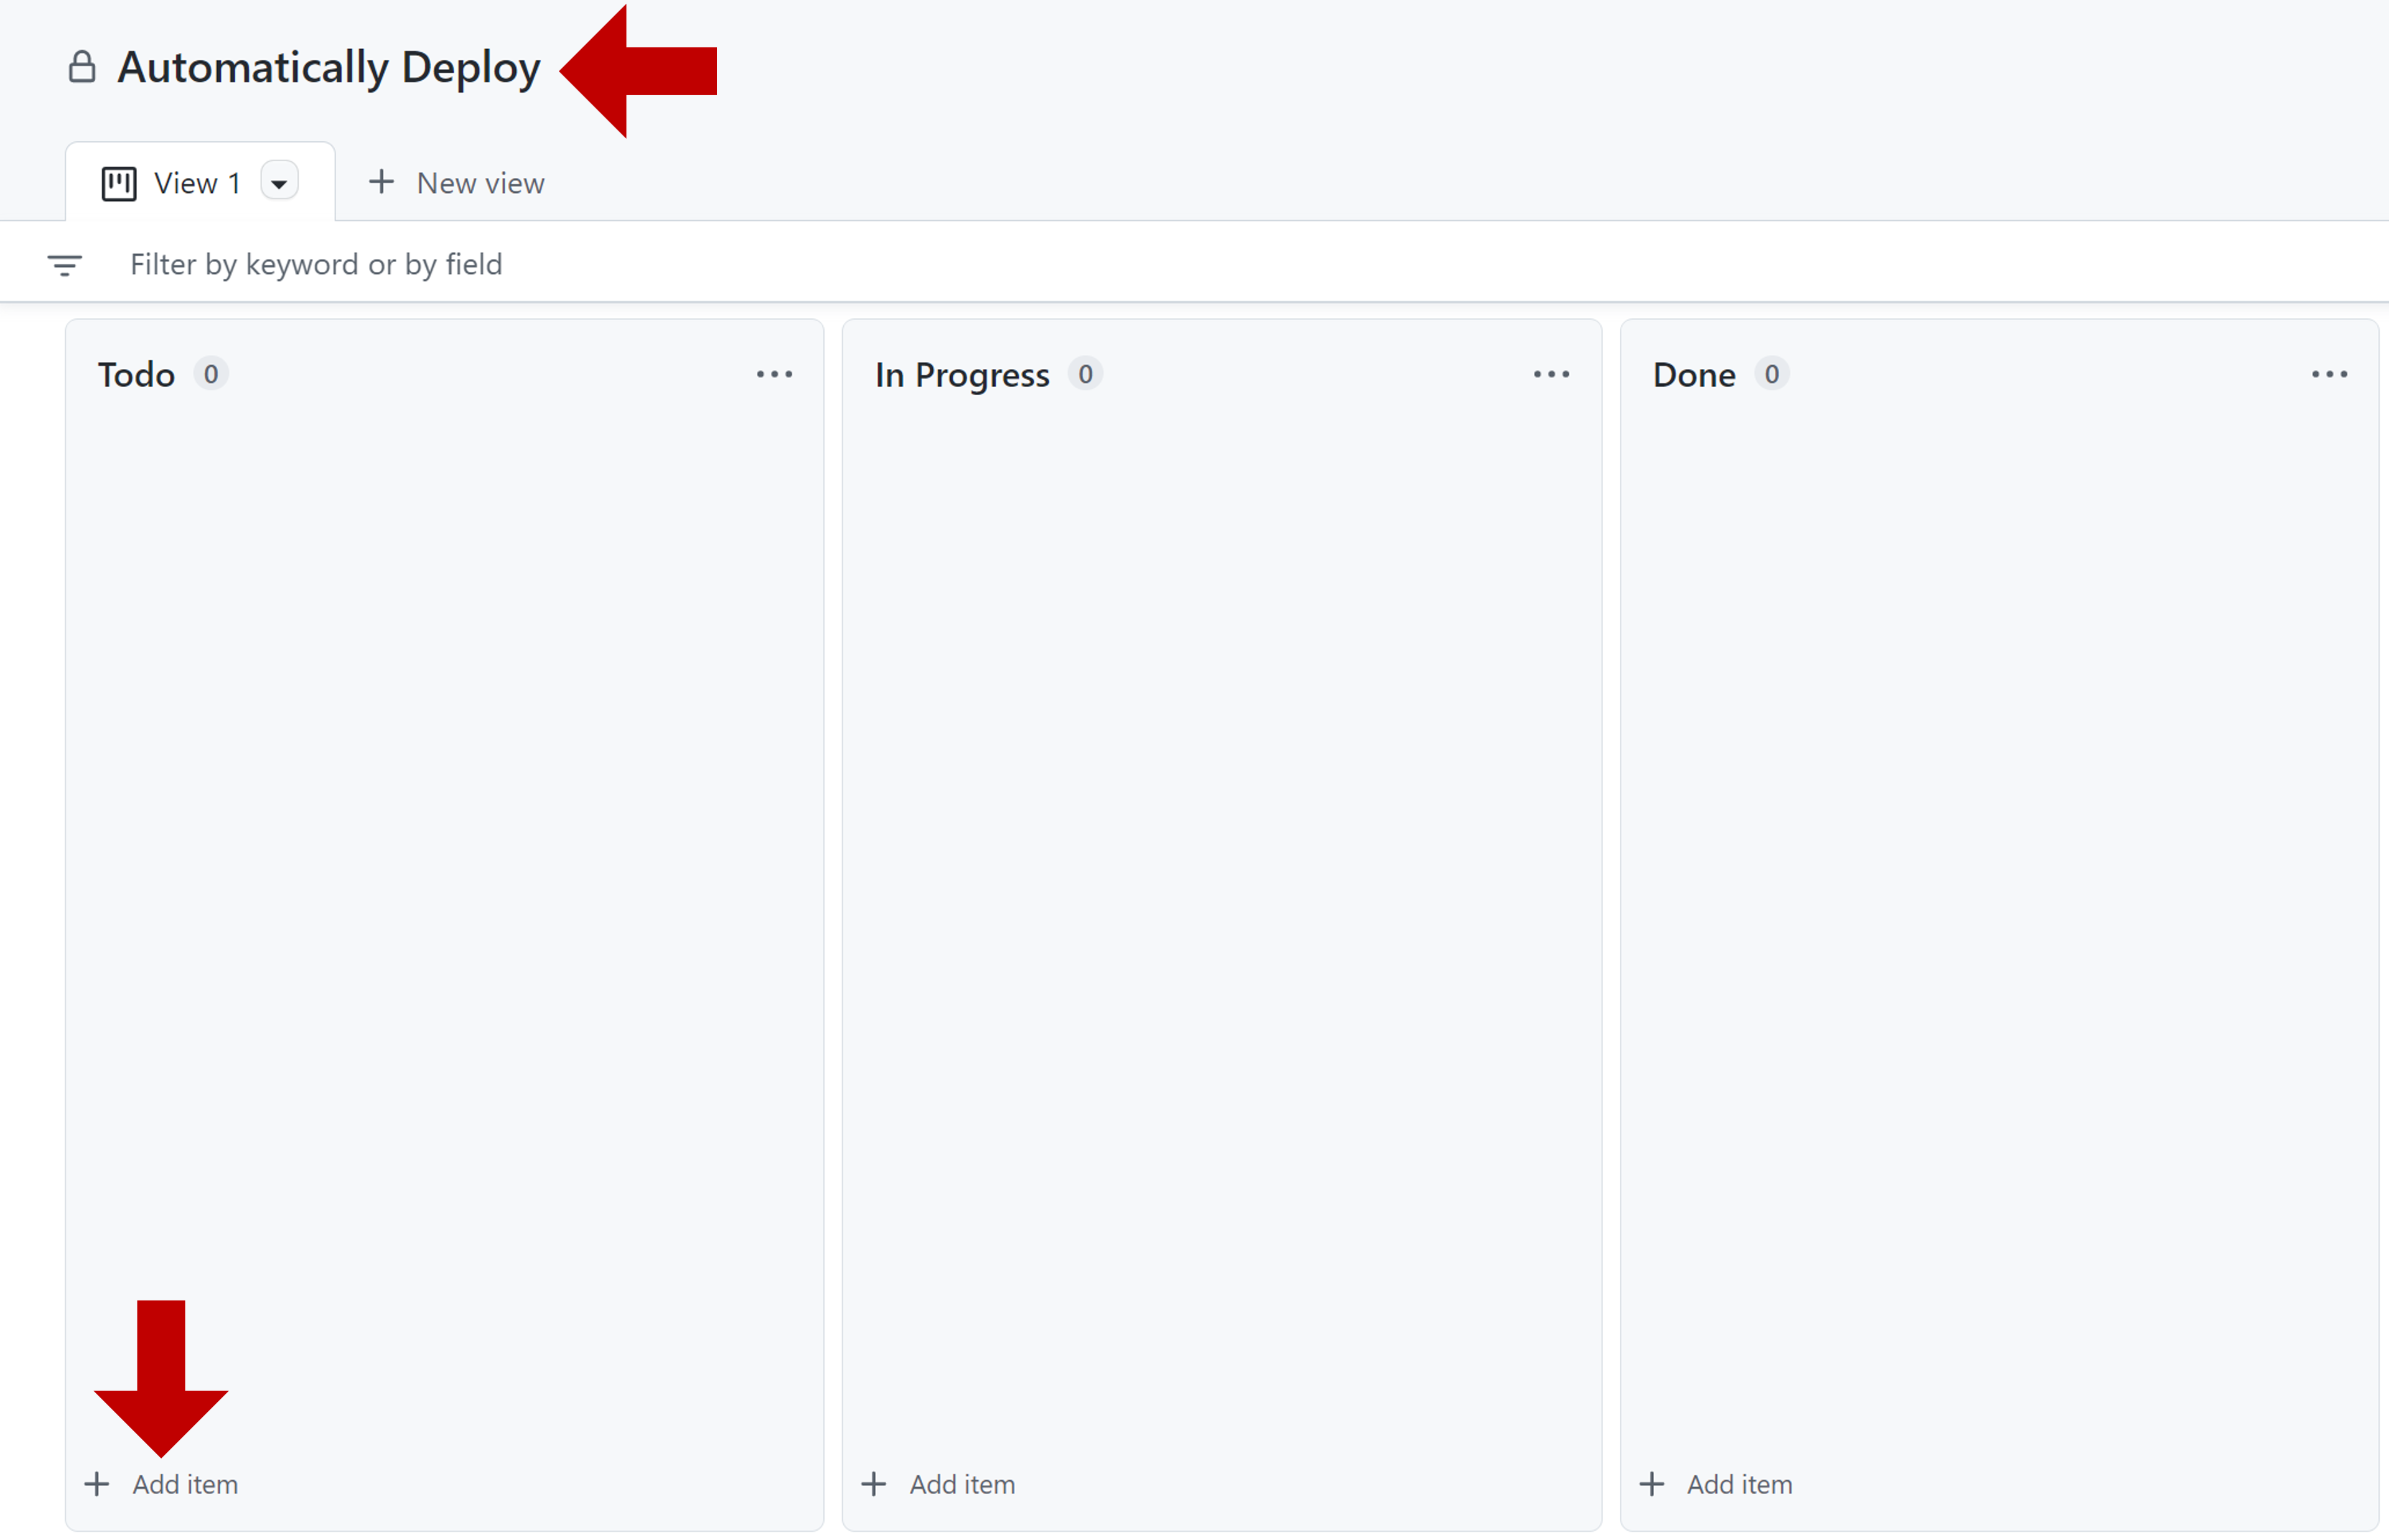 Automatically Deploy
View 1
New view
Filter by keyword or by field
Todo 0
In Progress 0
Done 0
Add item
Add item
Add item